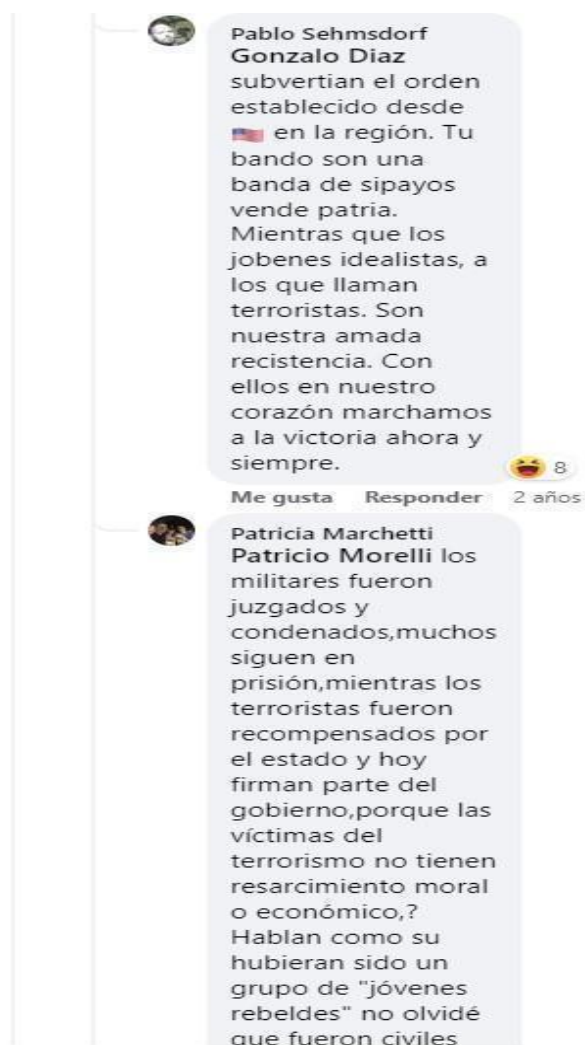 Pablo Sehmsdorf
Gonzalo Diaz
subvertian el orden
establecido desde
🇺🇸 en la región. Tu
bando son una
banda de sipayos
vende patria.
Mientras que los
jobenes idealistas, a
los que llaman
terroristas. Son
nuestra amada
recistencia. Con
ellos en nuestro
corazón marchamos
a la victoria ahora y
siempre.
8
Me gusta Responder 2 años
Patricia Marchetti
Patricio Morelli los
militares fueron
juzgados y
condenados,muchos
siguen en
prisión,mientras los
terroristas fueron
recompensados por
el estado y hoy
firman parte del
gobierno,porque las
víctimas del
terrorismo no tienen
resarcimiento moral
o económico,?
Hablan como su
hubieran sido un
grupo de "jóvenes
rebeldes" no olvidé
que fueron civiles